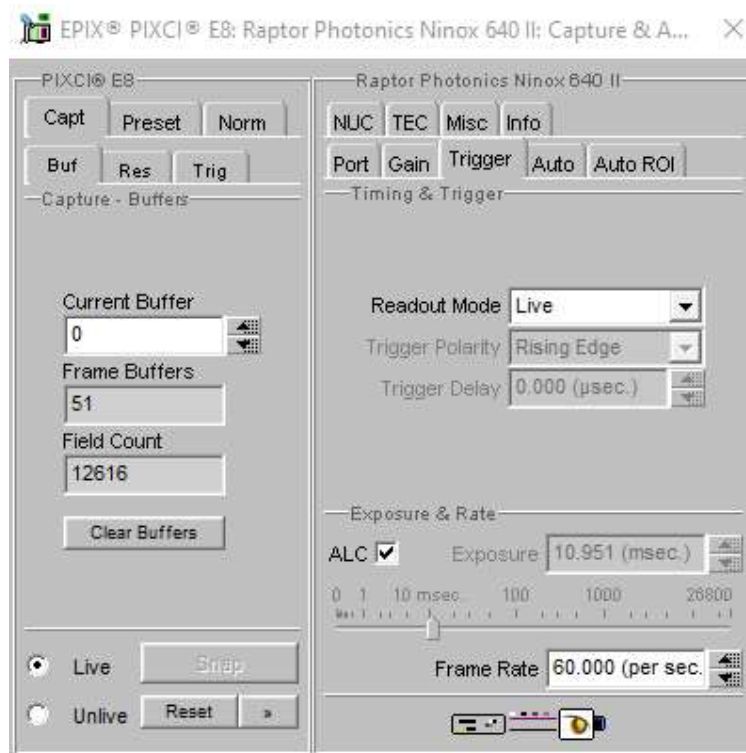 EPIX® PIXCI® E8: Raptor Photonics Ninox 640 II: Capture & A...
PIXCI® E8
Capt Preset Norm
Buf Res Trig
Capture - Buffers
Current Buffer
0
Frame Buffers
51
Field Count
12616
Clear Buffers
Live Snap
Unlive Reset »
Raptor Photonics Ninox 640 II
NUC TEC Misc Info
Port Gain Trigger Auto Auto ROI
Timing & Trigger
Readout Mode Live
Trigger Polarity Rising Edge
Trigger Delay 0.000 (µsec.)
Exposure & Rate
ALC Exposure 10.951 (msec.)
0 1 10 msec. 100 1000 26800
Frame Rate 60.000 (per sec.